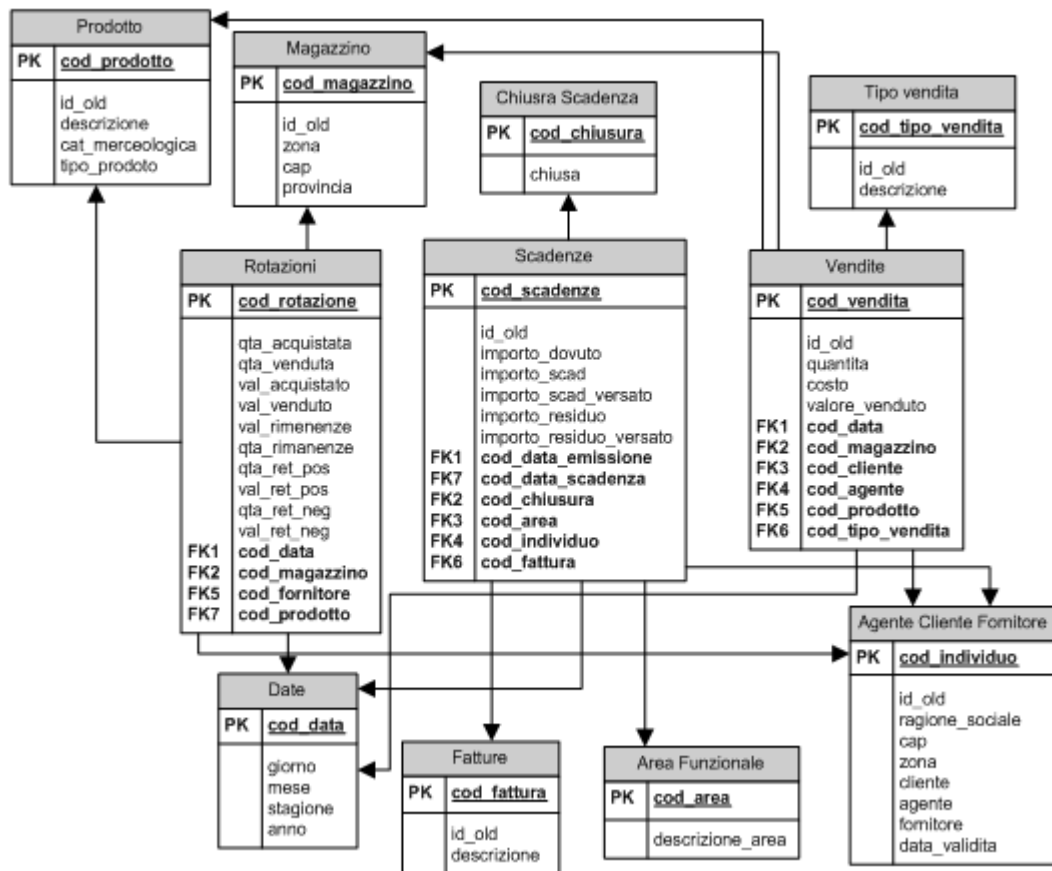 Prodotto
PK cod_prodotto
id_old
descrizione
cat_merceologica
tipo_prodoto
Magazzino
PK cod_magazzino
id_old
zona
cap
provincia
Chiusra Scadenza
PK cod_chiusura
chiusa
Tipo vendita
PK cod_tipo_vendita
id_old
descrizione
Rotazioni
PK cod_rotazione
qta_acquistata
qta_venduta
val_acquistato
val_venduto
val_rimenenze
qta_rimanenze
qta_ret_pos
val_ret_pos
qta_ret_neg
val_ret_neg
FK1 cod_data
FK2 cod_magazzino
FK5 cod_fornitore
FK7 cod_prodotto
Scadenze
PK cod_scadenze
id_old
importo_dovuto
importo_scad
importo_scad_versato
importo_residuo
importo_residuo_versato
FK1 cod_data_emissione
FK7 cod_data_scadenza
FK2 cod_chiusura
FK3 cod_area
FK4 cod_individuo
FK6 cod_fattura
Vendite
PK cod_vendita
id_old
quantita
costo
valore_venduto
FK1 cod_data
FK2 cod_magazzino
FK3 cod_cliente
FK4 cod_agente
FK5 cod_prodotto
FK6 cod_tipo_vendita
Date
PK cod_data
giorno
mese
stagione
anno
Fatture
PK cod_fattura
id_old
descrizione
Area Funzionale
PK cod_area
descrizione_area
Agente Cliente Fornitore
PK cod_individuo
id_old
ragione_sociale
cap
zona
cliente
agente
fornitore
data_validita